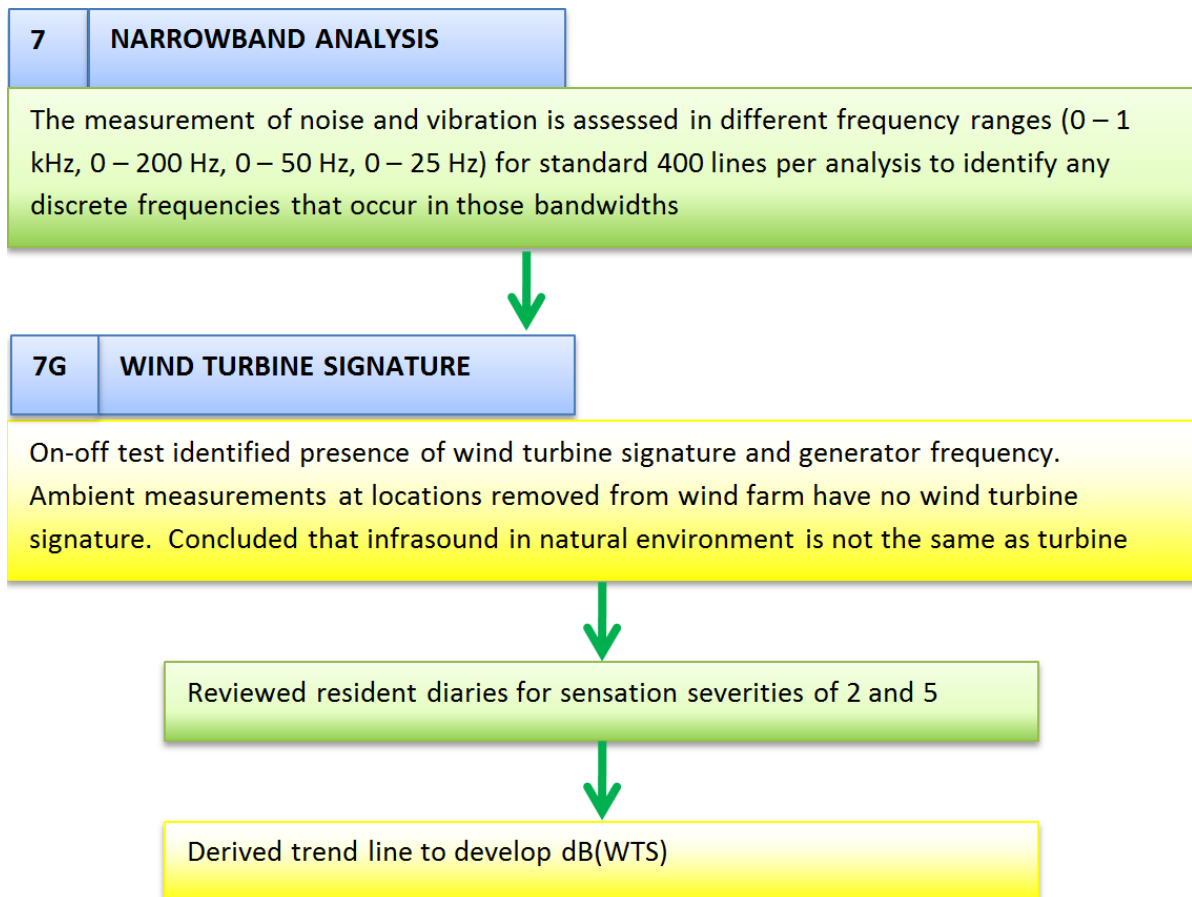 7 NARROWBAND ANALYSIS
The measurement of noise and vibration is assessed in different frequency ranges (0 – 1
kHz, 0 – 200 Hz, 0 – 50 Hz, 0 – 25 Hz) for standard 400 lines per analysis to identify any
discrete frequencies that occur in those bandwidths
7G WIND TURBINE SIGNATURE
On-off test identified presence of wind turbine signature and generator frequency.
Ambient measurements at locations removed from wind farm have no wind turbine
signature. Concluded that infrasound in natural environment is not the same as turbine
Reviewed resident diaries for sensation severities of 2 and 5
Derived trend line to develop dB(WTS)